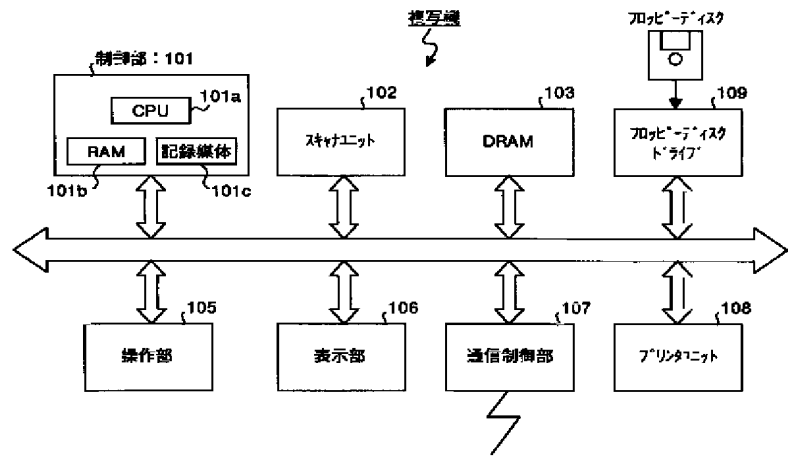 複写機
フロッピーディスク
制御部：101
101a
CPU
RAM
記録媒体
101b
101c
102
スキャナユニット
103
DRAM
109
フロッピーディスク
ドライブ
105
操作部
106
表示部
107
通信制御部
108
プリンタユニット